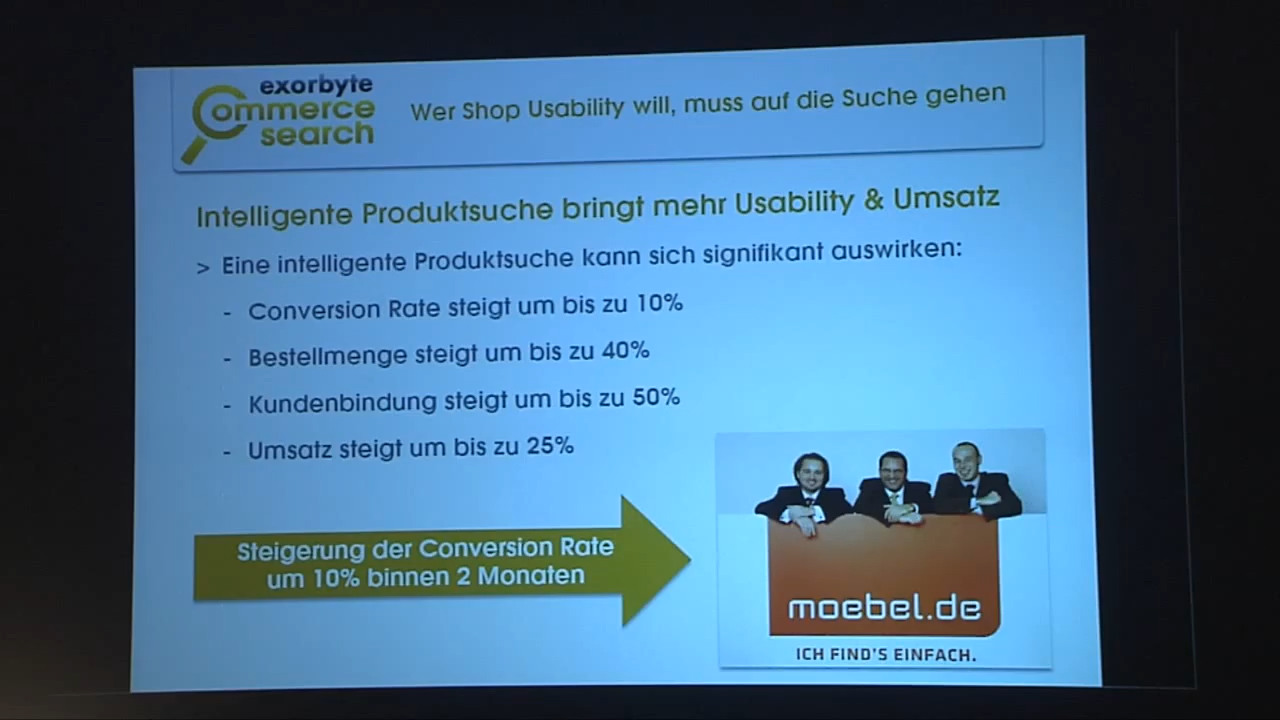 exorbyte
Commerce
search
Wer Shop Usability will, muss auf die Suche gehen
Intelligente Produktsuche bringt mehr Usability & Umsatz
> Eine intelligente Produktsuche kann sich signifikant auswirken:
- Conversion Rate steigt um bis zu 10%
- Bestellmenge steigt um bis zu 40%
- Kundenbindung steigt um bis zu 50%
- Umsatz steigt um bis zu 25%
Steigerung der Conversion Rate
um 10% binnen 2 Monaten
moebel.de
ICH FIND'S EINFACH.